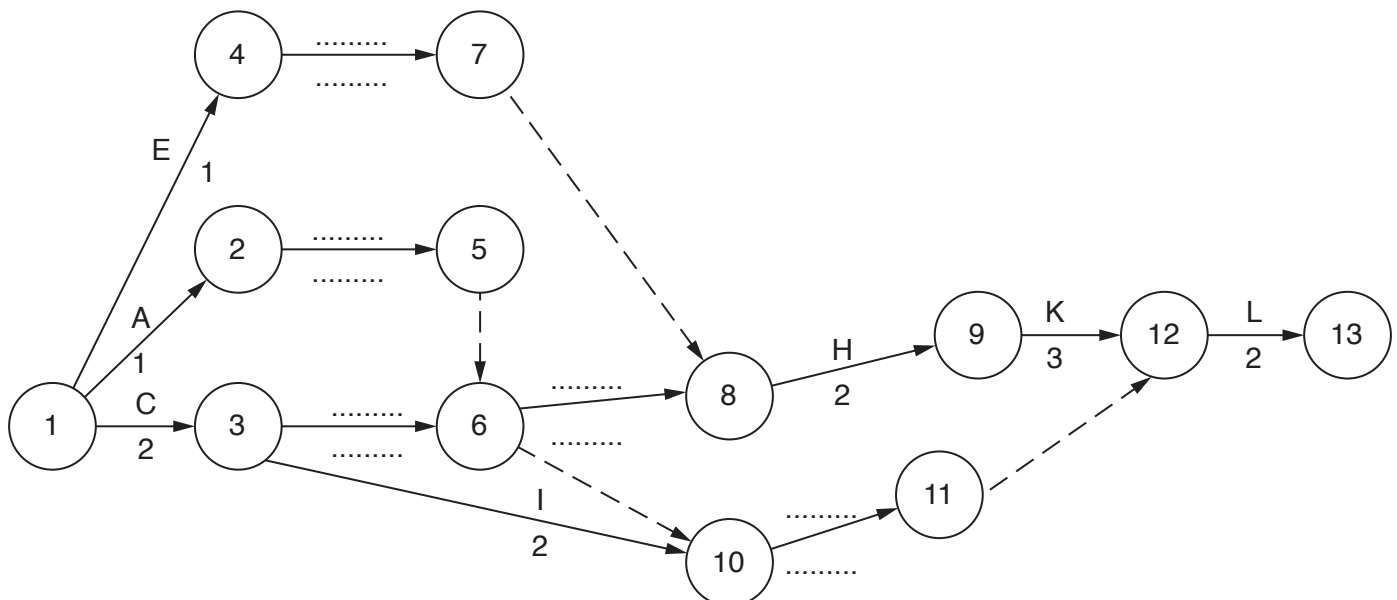 4 ......... 7
.........
E
1
2 ......... 5
.........
A
1
9 K 12 L 13
3 2
H
2
......... 8
.........
1 C 3 ......... 6
2 .........
I
2
......... 11
.........
10